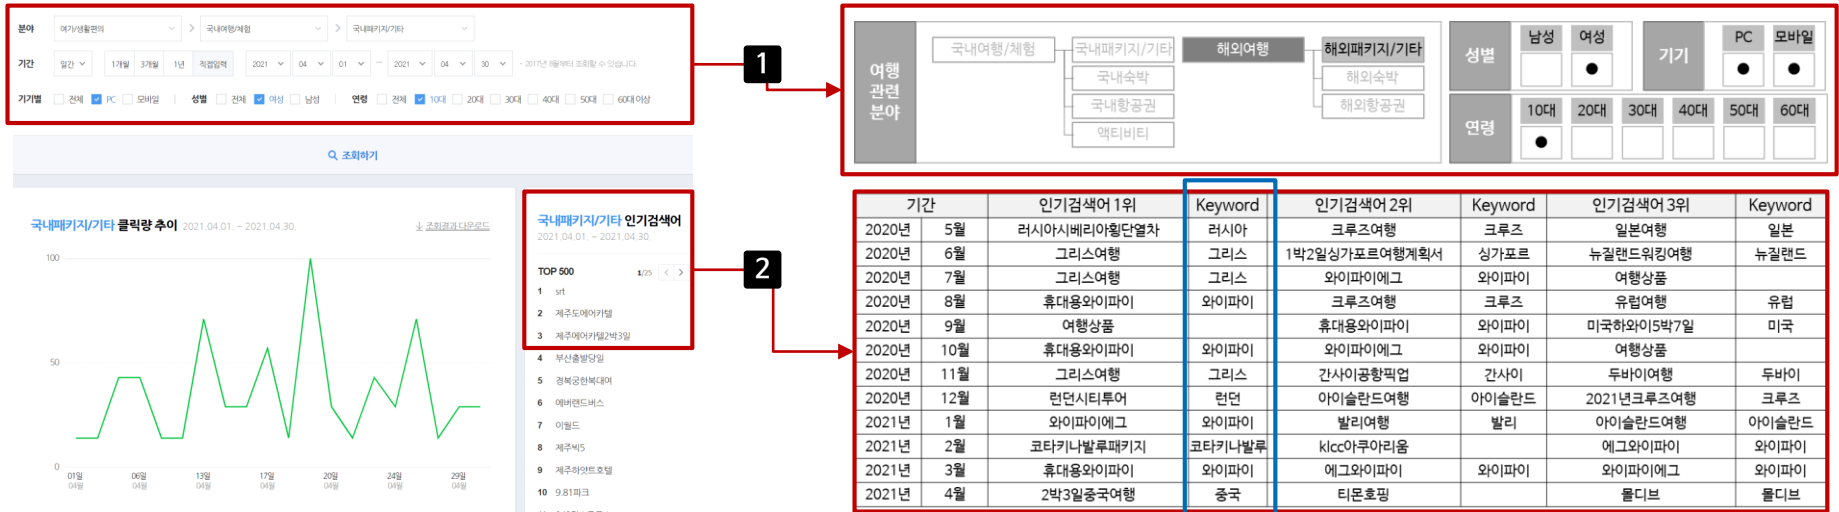 분야 여가/생활편의 > 국내여행/체험 > 국내패키지/기타
기간 일간 1개월 3개월 1년 직접입력 2021 04 01 ~ 2021 04 30 · 2017년 8월부터 조회할 수 있습니다.
기기별 전체 PC 모바일 성별 전체 여성 남성 연령 전체 10대 20대 30대 40대 50대 60대 이상
조회하기
국내패키지/기타 클릭량 추이 2021.04.01. ~ 2021.04.30.
조회결과 다운로드
100
50
0
01일 06일 13일 17일 20일 24일 29일
04월 04월 04월 04월 04월 04월 04월
국내패키지/기타 인기검색어
2021.04.01. ~ 2021.04.30.
TOP 500 1/25 < >
1 srt
2 제주도에어카텔
3 제주에어카텔2박3일
4 부산출발당일
5 경복궁한복대여
6 에버랜드버스
7 이월드
8 제주빅5
9 제주하얏트호텔
10 9.81파크
1
2
여행
관련
분야
국내여행/체험 국내패키지/기타 해외여행 해외패키지/기타
국내숙박 해외숙박
국내항공권 해외항공권
액티비티
성별 남성 여성
기기 PC 모바일
연령 10대 20대 30대 40대 50대 60대
기간 인기검색어 1위 Keyword 인기검색어 2위 Keyword 인기검색어 3위 Keyword
2020년 5월 러시아시베리아횡단열차 러시아 크루즈여행 크루즈 일본여행 일본
2020년 6월 그리스여행 그리스 1박2일싱가포르여행계획서 싱가포르 뉴질랜드워킹여행 뉴질랜드
2020년 7월 그리스여행 그리스 와이파이에그 와이파이 여행상품
2020년 8월 휴대용와이파이 와이파이 크루즈여행 크루즈 유럽여행 유럽
2020년 9월 여행상품 휴대용와이파이 와이파이 미국하와이5박7일 미국
2020년 10월 휴대용와이파이 와이파이 와이파이에그 와이파이 여행상품
2020년 11월 그리스여행 그리스 간사이공항픽업 간사이 두바이여행 두바이
2020년 12월 런던시티투어 런던 아이슬란드여행 아이슬란드 2021년크루즈여행 크루즈
2021년 1월 와이파이에그 와이파이 발리여행 발리 아이슬란드여행 아이슬란드
2021년 2월 코타키나발루패키지 코타키나발루 klcc아쿠아리움 에그와이파이 와이파이
2021년 3월 휴대용와이파이 와이파이 에그와이파이 와이파이 와이파이에그 와이파이
2021년 4월 2박3일중국여행 중국 티몬호핑 몰디브 몰디브